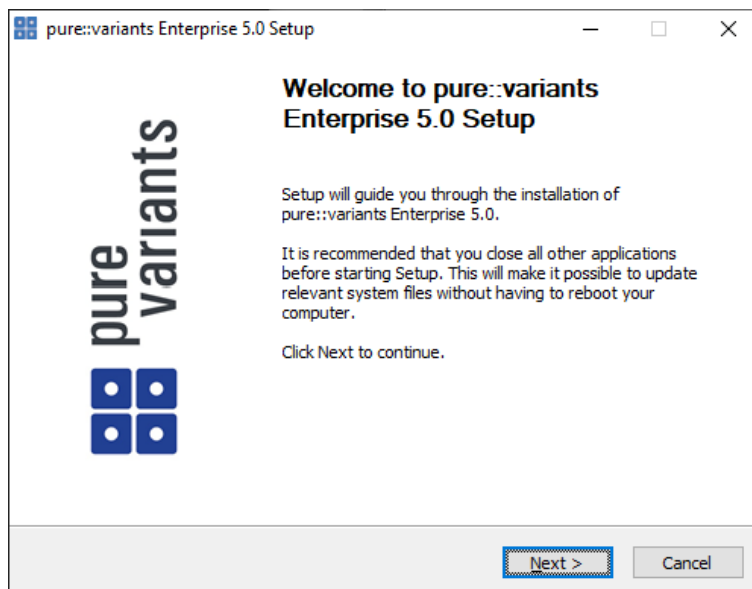 pure::variants Enterprise 5.0 Setup
Welcome to pure::variants
Enterprise 5.0 Setup
pure
variants
Setup will guide you through the installation of
pure::variants Enterprise 5.0.
It is recommended that you close all other applications
before starting Setup. This will make it possible to update
relevant system files without having to reboot your
computer.
Click Next to continue.
Next >
Cancel